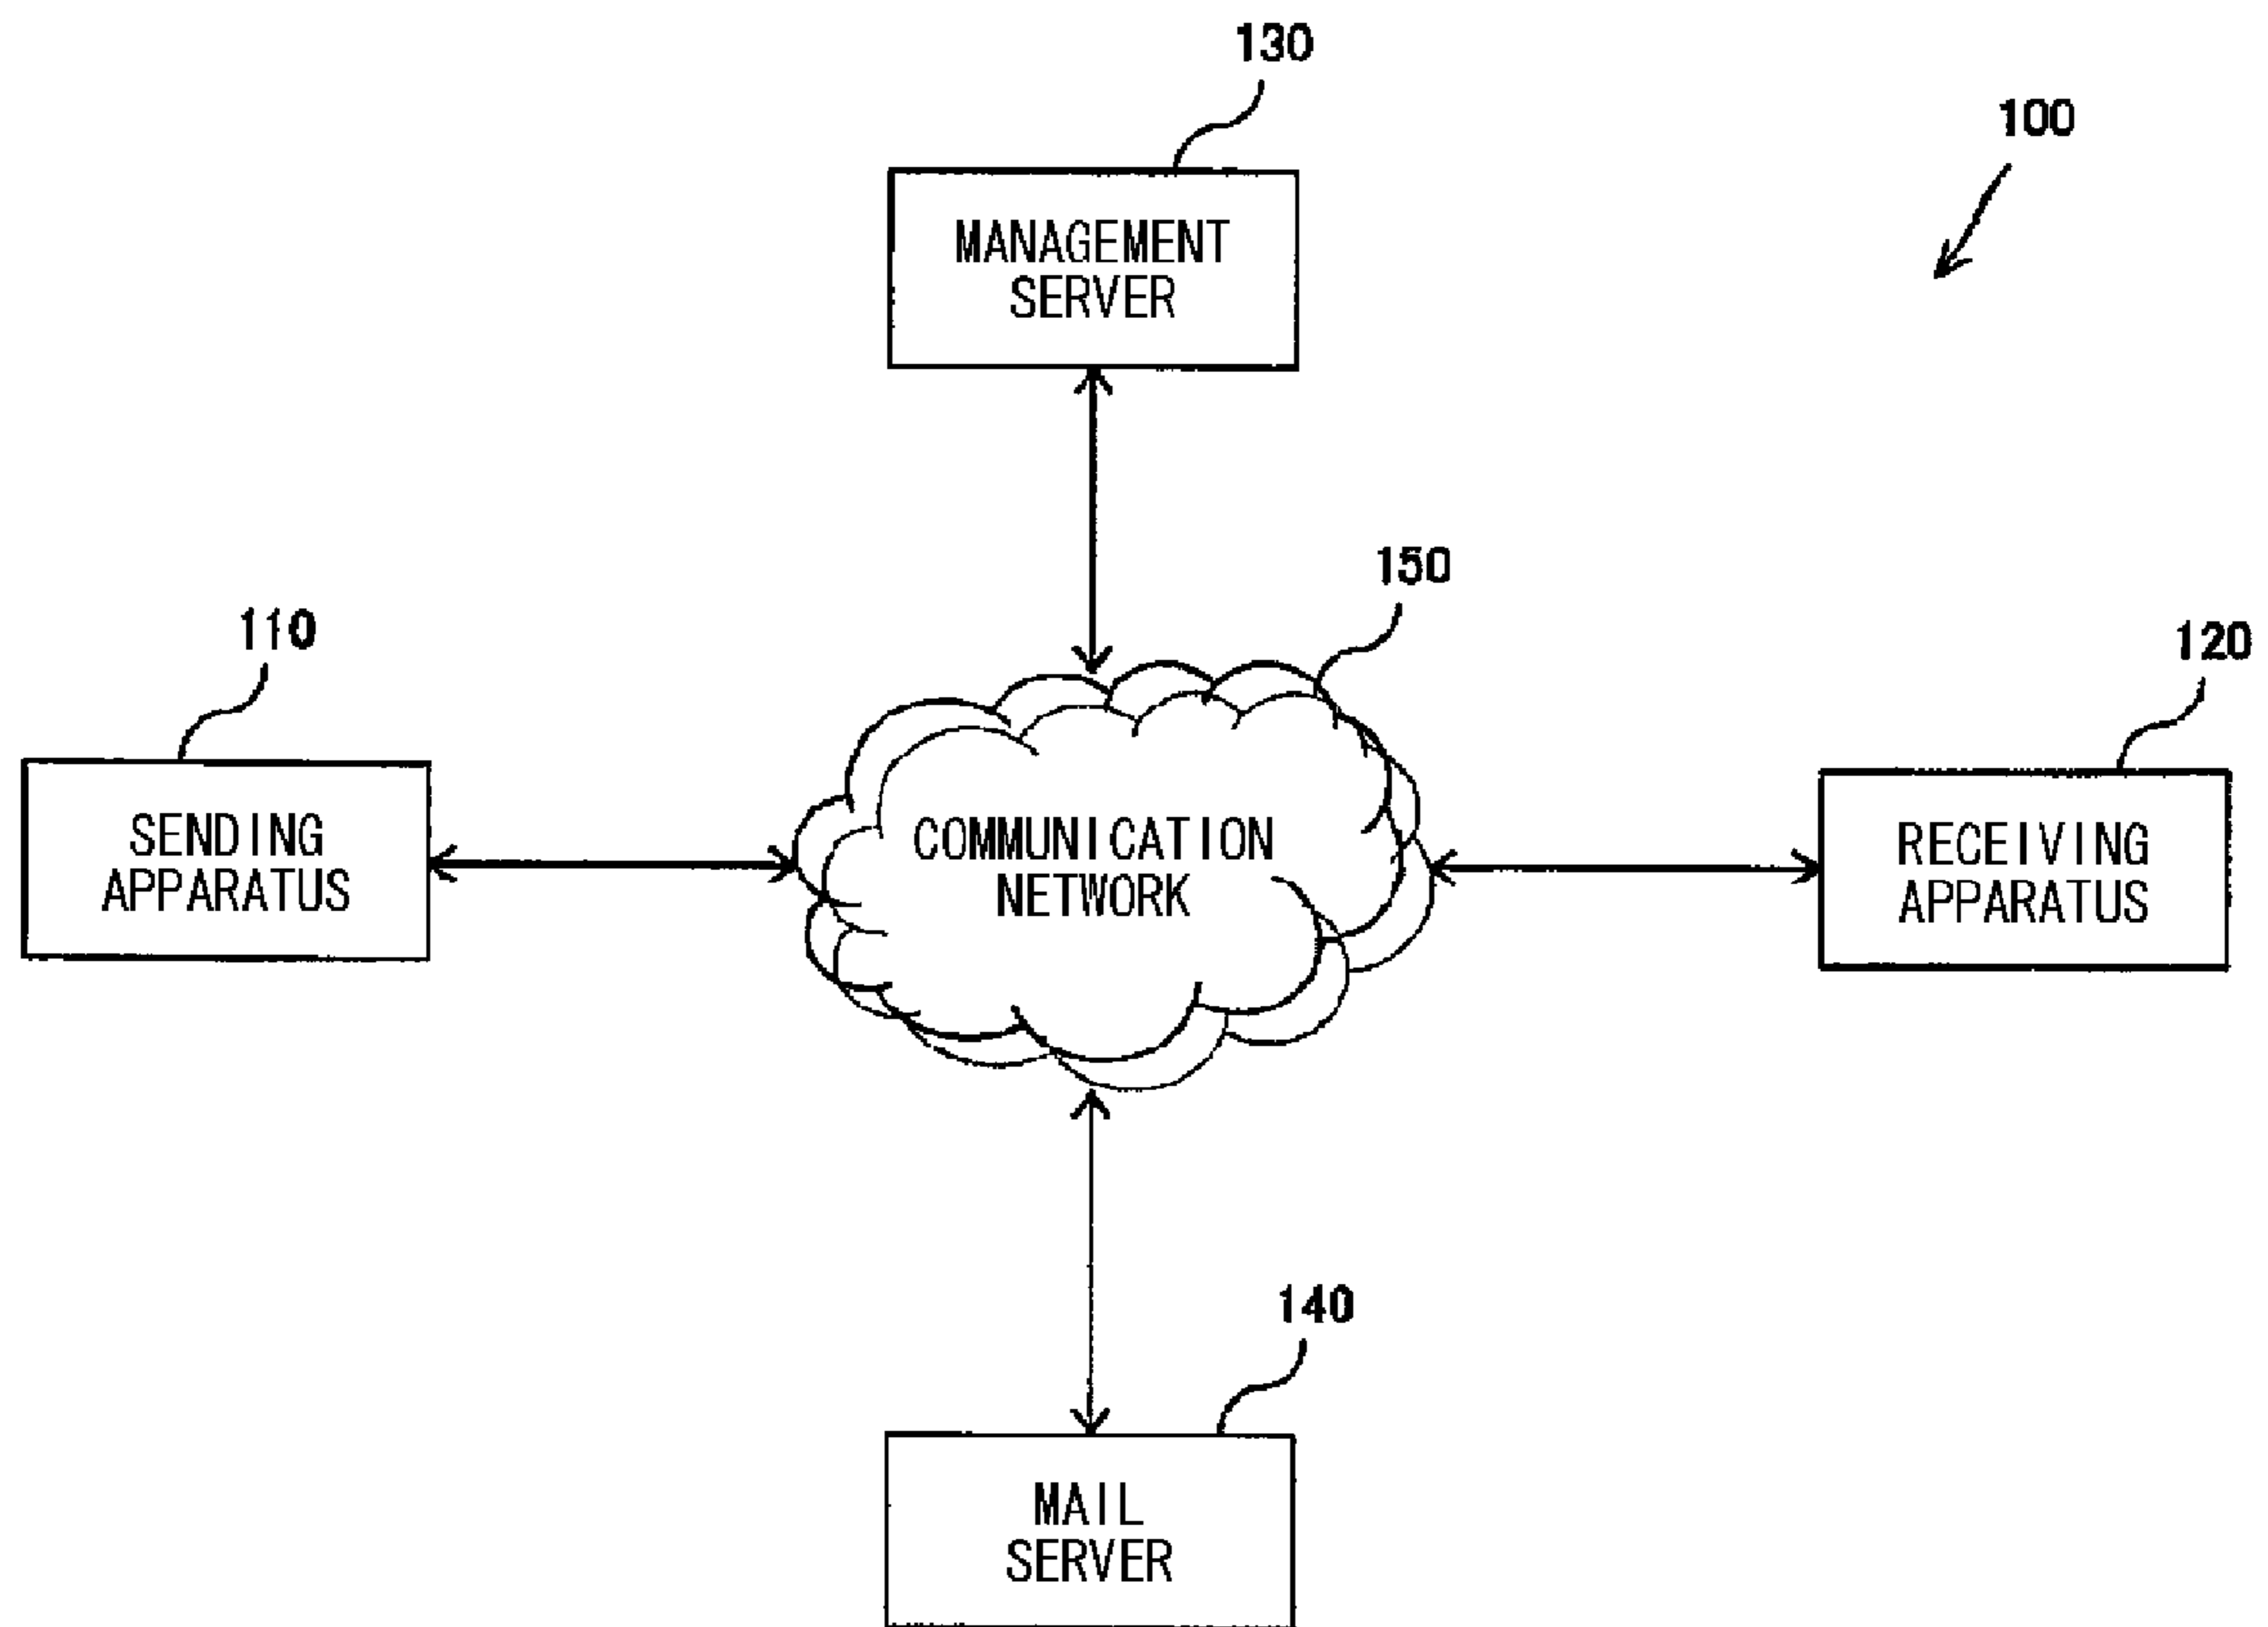 130
100
MANAGEMENT
SERVER
150
110
120
SENDING
APPARATUS
COMMUNICATION
NETWORK
RECEIVING
APPARATUS
140
MAIL
SERVER